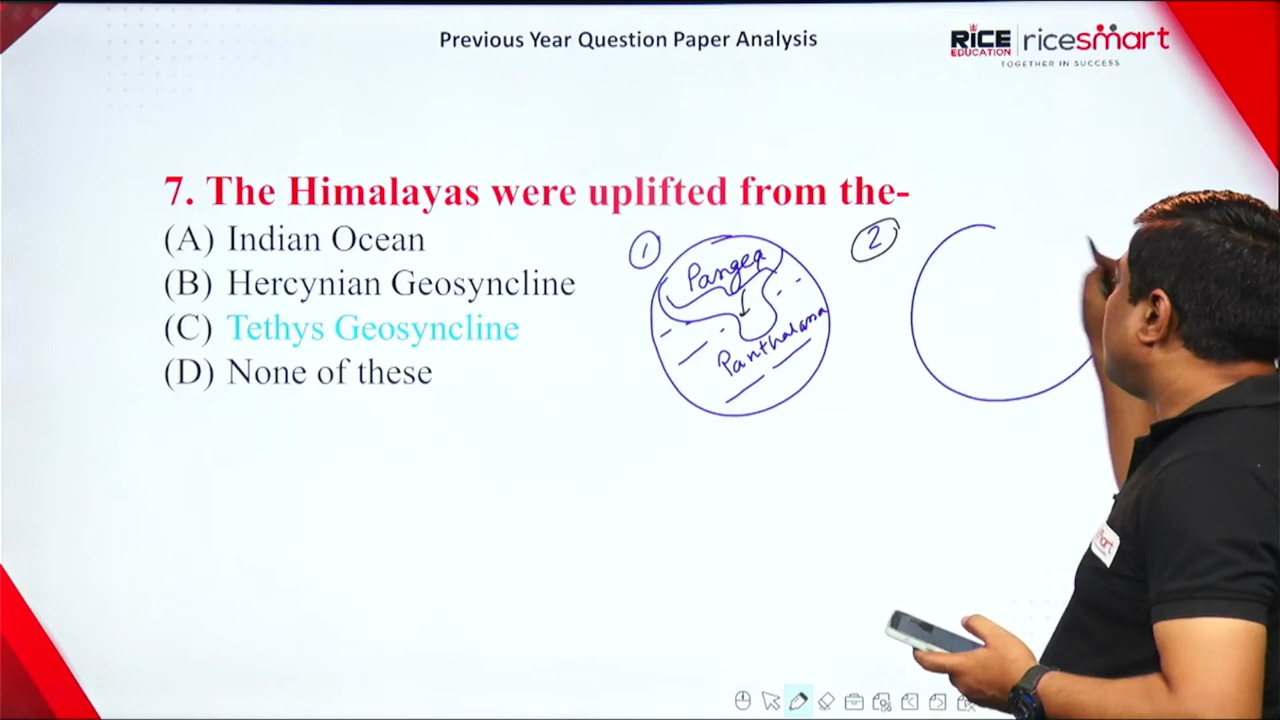 Previous Year Question Paper Analysis
RICE EDUCATION | ricesmart
TOGETHER IN SUCCESS
7. The Himalayas were uplifted from the-
(A) Indian Ocean
(B) Hercynian Geosyncline
(C) Tethys Geosyncline
(D) None of these
1
Pangea
Panthalasa
2